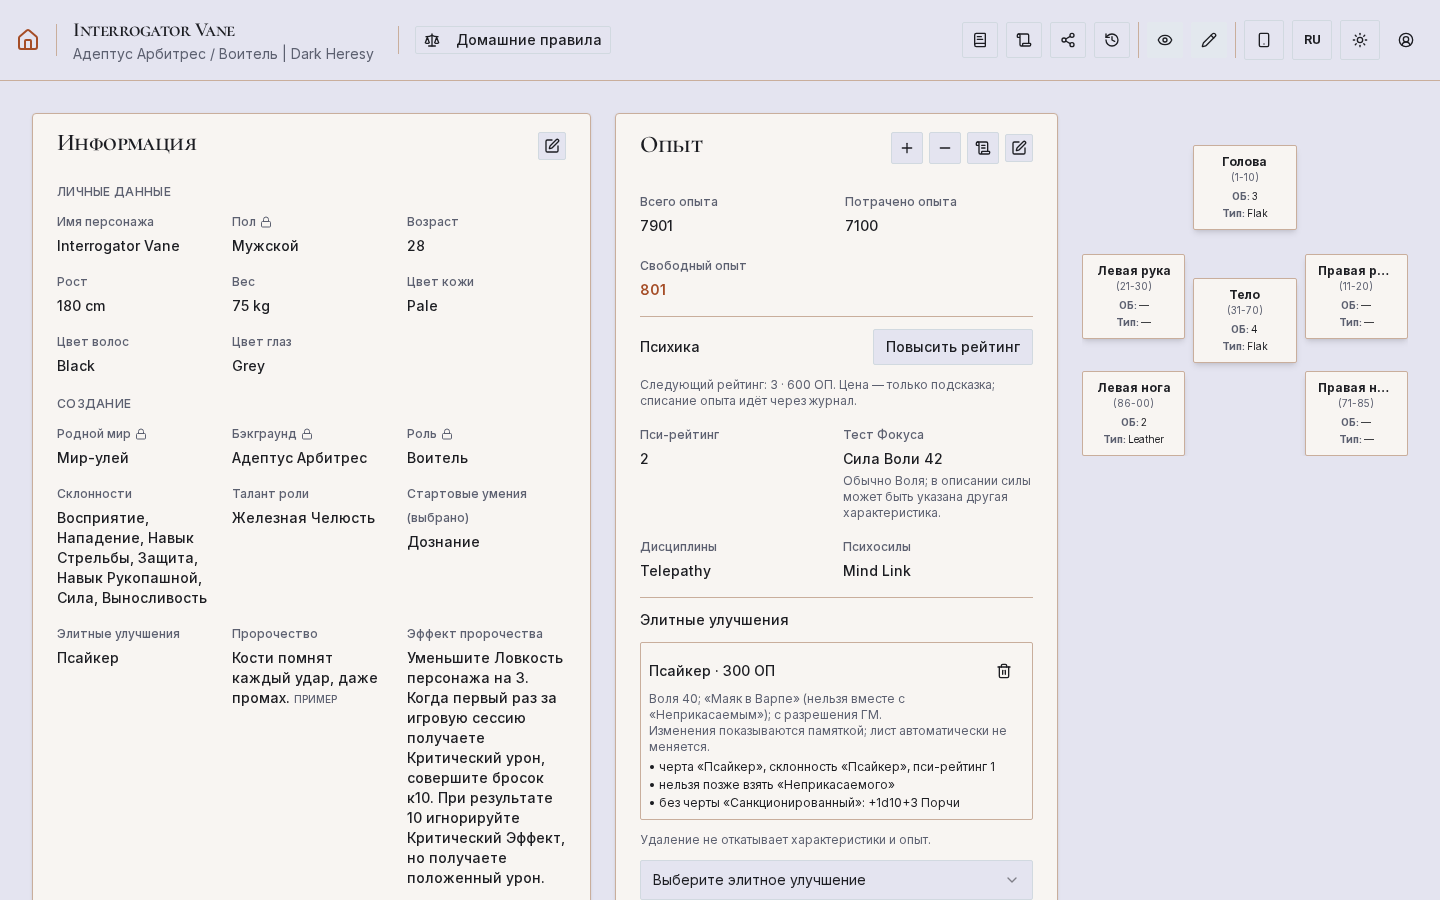 Interrogator Vane
Адептус Арбитрес / Воитель | Dark Heresy
Домашние правила
RU
Информация
ЛИЧНЫЕ ДАННЫЕ
Имя персонажа
Interrogator Vane
Пол
Мужской
Возраст
28
Рост
180 cm
Вес
75 kg
Цвет кожи
Pale
Цвет волос
Black
Цвет глаз
Grey
СОЗДАНИЕ
Родной мир
Мир-улей
Бэкграунд
Адептус Арбитрес
Роль
Воитель
Склонности
Восприятие,
Нападение, Навык
Стрельбы, Защита,
Навык Рукопашной,
Сила, Выносливость
Талант роли
Железная Челюсть
Стартовые умения
(выбрано)
Дознание
Элитные улучшения
Псайкер
Пророчество
Кости помнят
каждый удар, даже
промах. ПРИМЕР
Эффект пророчества
Уменьшите Ловкость
персонажа на 3.
Когда первый раз за
игровую сессию
получаете
Критический урон,
совершите бросок
к10. При результате
10 игнорируйте
Критический Эффект,
но получаете
положенный урон.
Опыт
Всего опыта
7901
Потрачено опыта
7100
Свободный опыт
801
Психика
Повысить рейтинг
Следующий рейтинг: 3 · 600 ОП. Цена — только подсказка;
списание опыта идёт через журнал.
Пси-рейтинг
2
Тест Фокуса
Сила Воли 42
Обычно Воля; в описании силы
может быть указана другая
характеристика.
Дисциплины
Telepathy
Психосилы
Mind Link
Элитные улучшения
Псайкер · 300 ОП
Воля 40; «Маяк в Варпе» (нельзя вместе с
«Неприкасаемым»); с разрешения ГМ.
Изменения показываются памяткой; лист автоматически не
меняется.
• черта «Псайкер», склонность «Псайкер», пси-рейтинг 1
• нельзя позже взять «Неприкасаемого»
• без черты «Санкционированный»: +1d10+3 Порчи
Удаление не откатывает характеристики и опыт.
Выберите элитное улучшение
Голова
(1-10)
ОБ: 3
Тип: Flak
Левая рука
(21-30)
ОБ: —
Тип: —
Тело
(31-70)
ОБ: 4
Тип: Flak
Правая р...
(11-20)
ОБ: —
Тип: —
Левая нога
(86-00)
ОБ: 2
Тип: Leather
Правая н...
(71-85)
ОБ: —
Тип: —